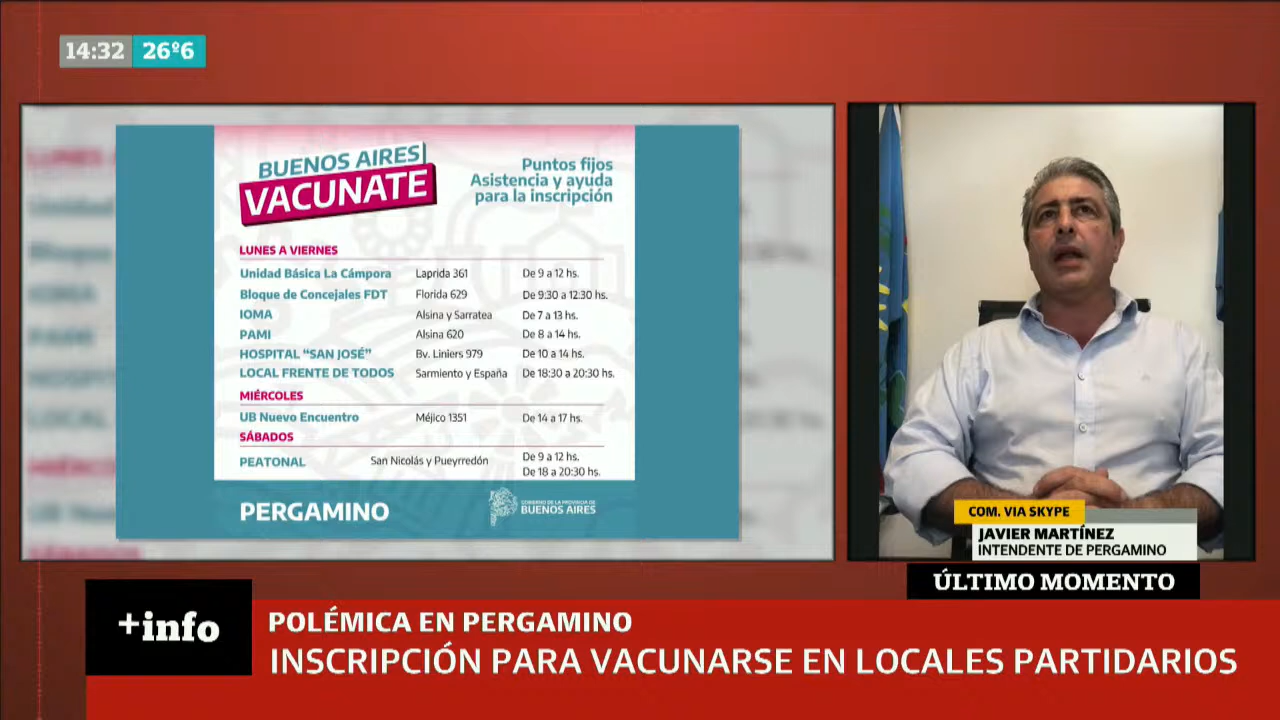 14:32 26º6
BUENOS AIRES
VACUNATE
Puntos fijos
Asistencia y ayuda
para la inscripción
LUNES A VIERNES
Unidad Básica La Cámpora Laprida 361 De 9 a 12 hs.
Bloque de Concejales FDT Florida 629 De 9:30 a 12:30 hs.
IOMA Alsina y Sarratea De 7 a 13 hs.
PAMI Alsina 620 De 8 a 14 hs.
HOSPITAL “SAN JOSÉ” Bv. Liniers 979 De 10 a 14 hs.
LOCAL FRENTE DE TODOS Sarmiento y España De 18:30 a 20:30 hs.
MIÉRCOLES
UB Nuevo Encuentro Méjico 1351 De 14 a 17 hs.
SÁBADOS
PEATONAL San Nicolás y Pueyrredón De 9 a 12 hs.
De 18 a 20:30 hs.
PERGAMINO
GOBIERNO DE LA PROVINCIA DE
BUENOS AIRES
COM. VIA SKYPE
JAVIER MARTÍNEZ
INTENDENTE DE PERGAMINO
ÚLTIMO MOMENTO
+info
POLÉMICA EN PERGAMINO
INSCRIPCIÓN PARA VACUNARSE EN LOCALES PARTIDARIOS